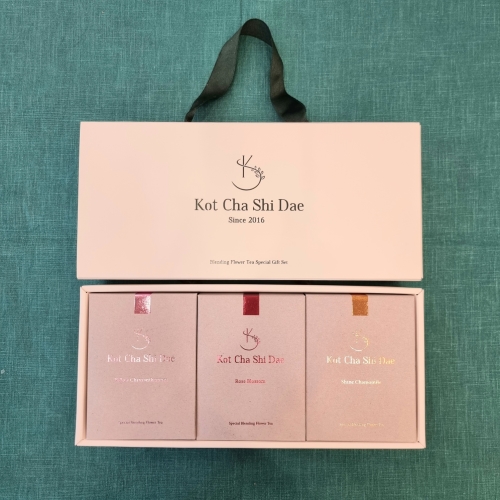 Kot Cha Shi Dae
Since 2016
Blending Flower Tea Special Gift Set
Kot Cha Shi Dae
Kot Cha Shi Dae
Rose Blossom
Special Blending Flower Tea
Kot Cha Shi Dae
Chamomile